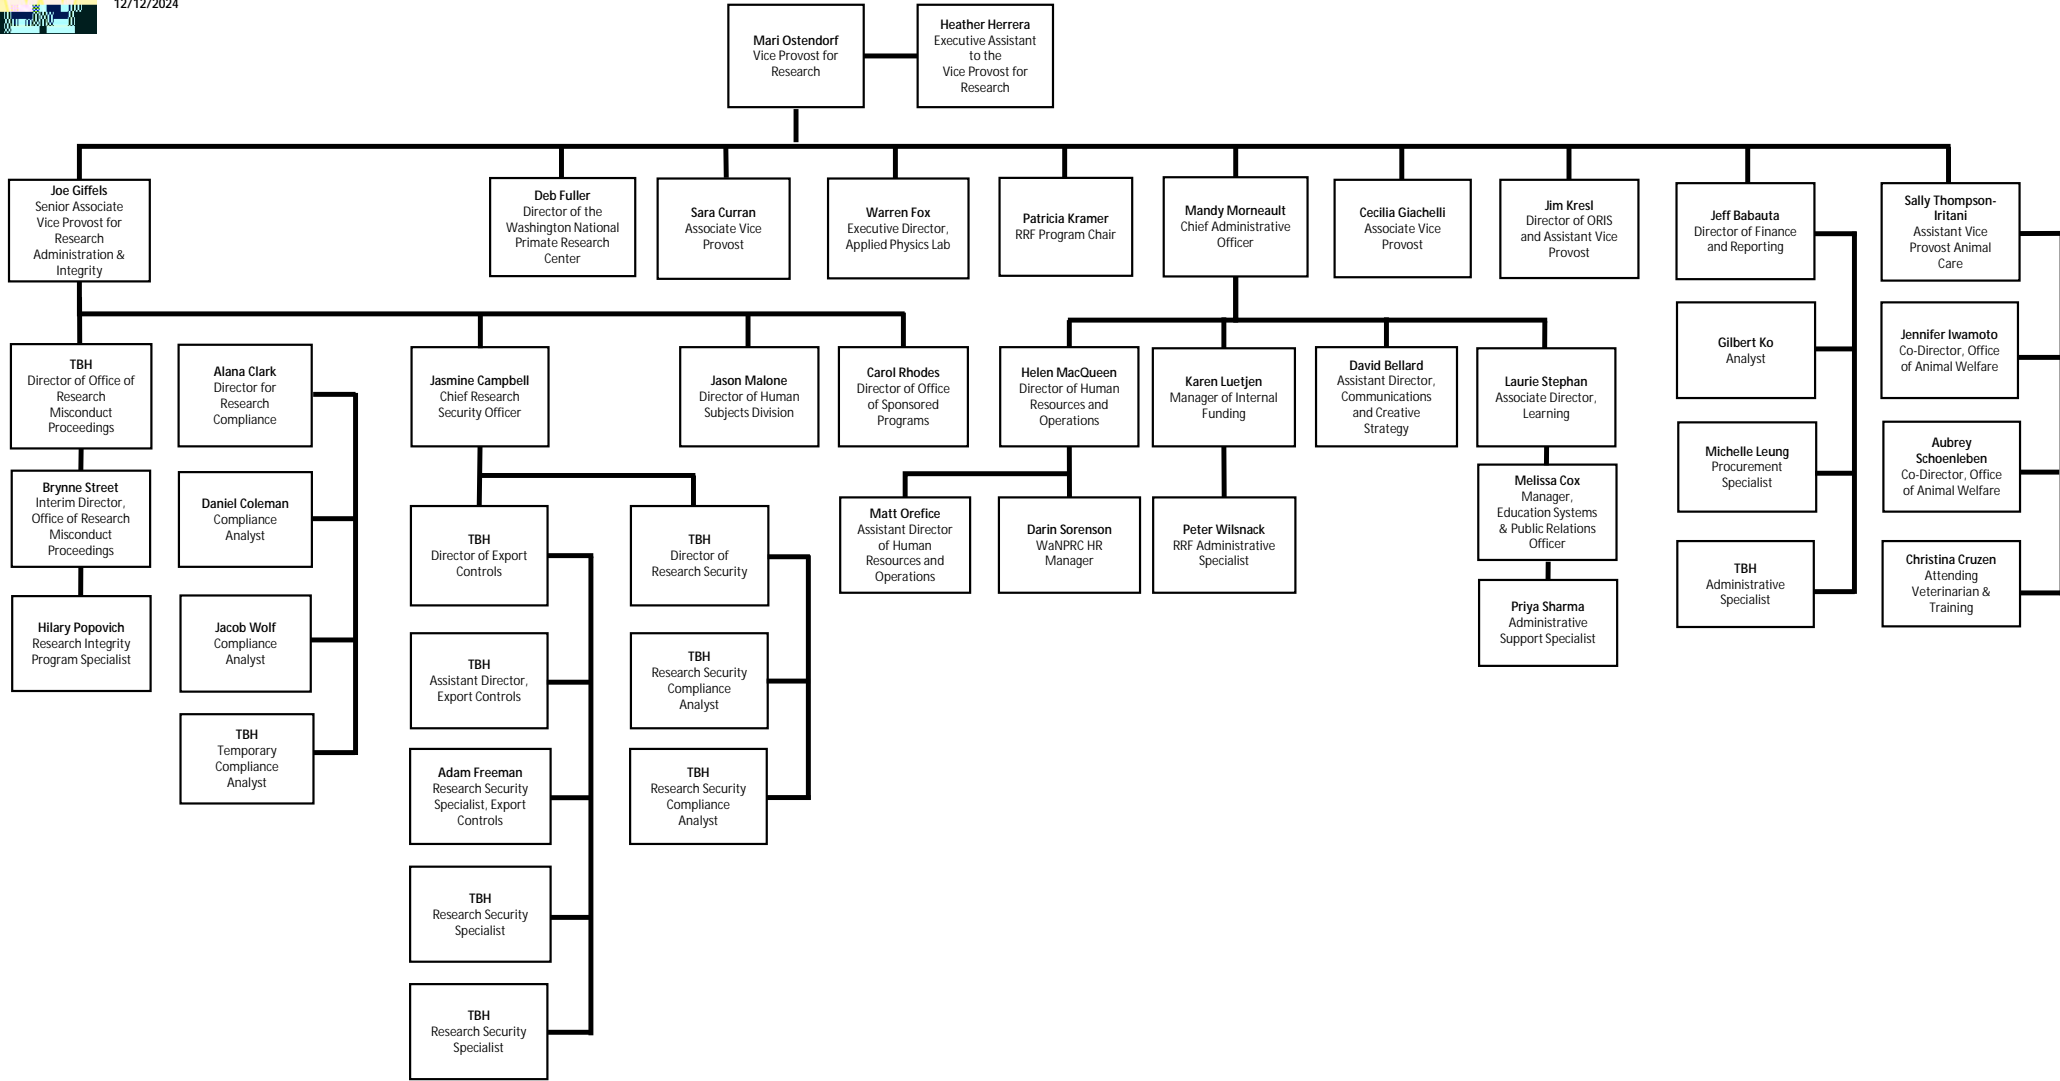 12/12/2024
Mari Ostendorf
Vice Provost for
Research
Heather Herrera
Executive Assistant
to the
Vice Provost for
Research
Joe Giffels
Senior Associate
Vice Provost for
Research
Administration &
Integrity
Deb Fuller
Director of the
Washington National
Primate Research
Center
Sara Curran
Associate Vice
Provost
Warren Fox
Executive Director,
Applied Physics Lab
Patricia Kramer
RRF Program Chair
Mandy Morneault
Chief Administrative
Officer
Cecilia Giachelli
Associate Vice
Provost
Jim Kresl
Director of ORIS
and Assistant Vice
Provost
Jeff Babauta
Director of Finance
and Reporting
Sally Thompson-
Iritani
Assistant Vice
Provost Animal
Care
TBH
Director of Office of
Research
Misconduct
Proceedings
Alana Clark
Director for
Research
Compliance
Jasmine Campbell
Chief Research
Security Officer
Jason Malone
Director of Human
Subjects Division
Carol Rhodes
Director of Office
of Sponsored
Programs
Helen MacQueen
Director of Human
Resources and
Operations
Karen Luetjen
Manager of Internal
Funding
David Bellard
Assistant Director,
Communications
and Creative
Strategy
Laurie Stephan
Associate Director,
Learning
Gilbert Ko
Analyst
Jennifer Iwamoto
Co-Director, Office
of Animal Welfare
Brynne Street
Interim Director,
Office of Research
Misconduct
Proceedings
Daniel Coleman
Compliance
Analyst
TBH
Director of Export
Controls
TBH
Director of
Research Security
Matt Orefice
Assistant Director
of Human
Resources and
Operations
Darin Sorenson
WaNPRC HR
Manager
Peter Wilsnack
RRF Administrative
Specialist
Melissa Cox
Manager,
Education Systems
& Public Relations
Officer
Michelle Leung
Procurement
Specialist
Aubrey
Schoenleben
Co-Director, Office
of Animal Welfare
Hilary Popovich
Research Integrity
Program Specialist
Jacob Wolf
Compliance
Analyst
TBH
Assistant Director,
Export Controls
TBH
Research Security
Compliance
Analyst
Priya Sharma
Administrative
Support Specialist
TBH
Administrative
Specialist
Christina Cruzen
Attending
Veterinarian &
Training
TBH
Temporary
Compliance
Analyst
Adam Freeman
Research Security
Specialist, Export
Controls
TBH
Research Security
Compliance
Analyst
TBH
Research Security
Specialist
TBH
Research Security
Specialist